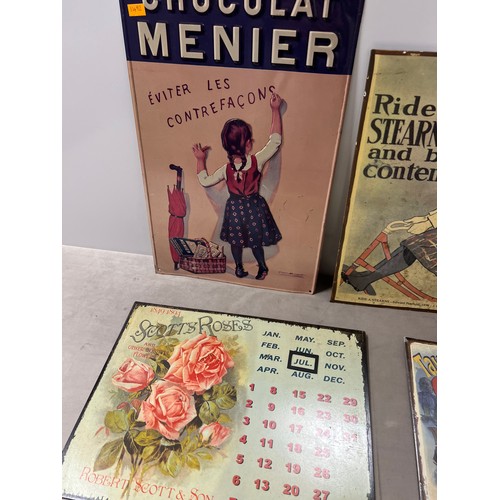 CHOCOLAT
MENIER
ÉVITER LES
CONTREFAÇONS
Ride
STEARN
and b
conten
SCOTT'S ROSES
JAN. MAY. SEP.
FEB. JUN. OCT.
MAR. JUL. NOV.
APR. AUG. DEC.
1 8 15 22 29
2 9 16 23 30
3 10 17 24 31
4 11 18 25
5 12 19 26
6 13 20 27
ROBERT SCOTT & SON